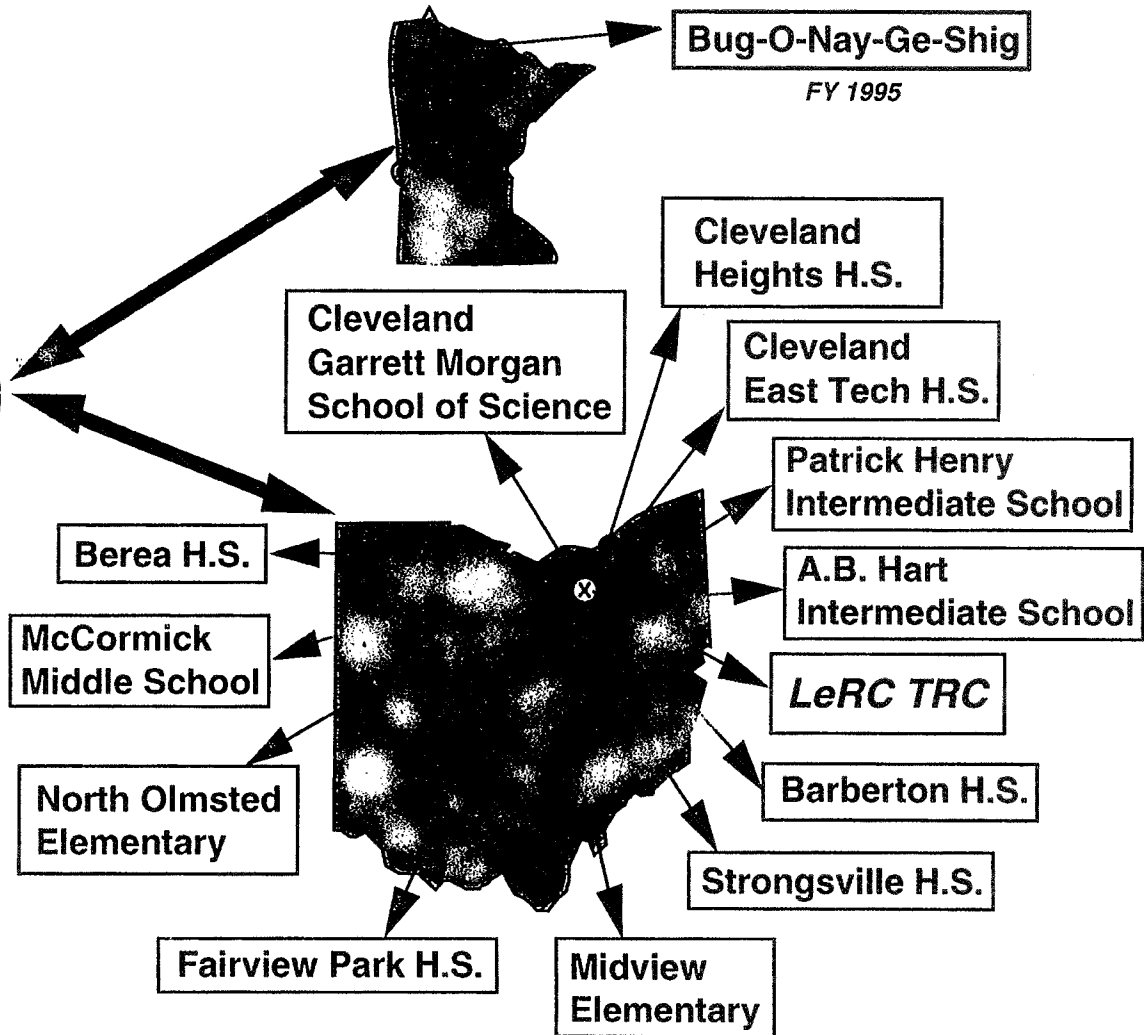 Bug-O-Nay-Ge-Shig
FY 1995
Cleveland
Heights H.S.
Cleveland
Garrett Morgan
School of Science
Cleveland
East Tech H.S.
Patrick Henry
Intermediate School
Berea H.S.
A.B. Hart
Intermediate School
X
McCormick
Middle School
LeRC TRC
North Olmsted
Elementary
Barberton H.S.
Strongsville H.S.
Fairview Park H.S.
Midview
Elementary